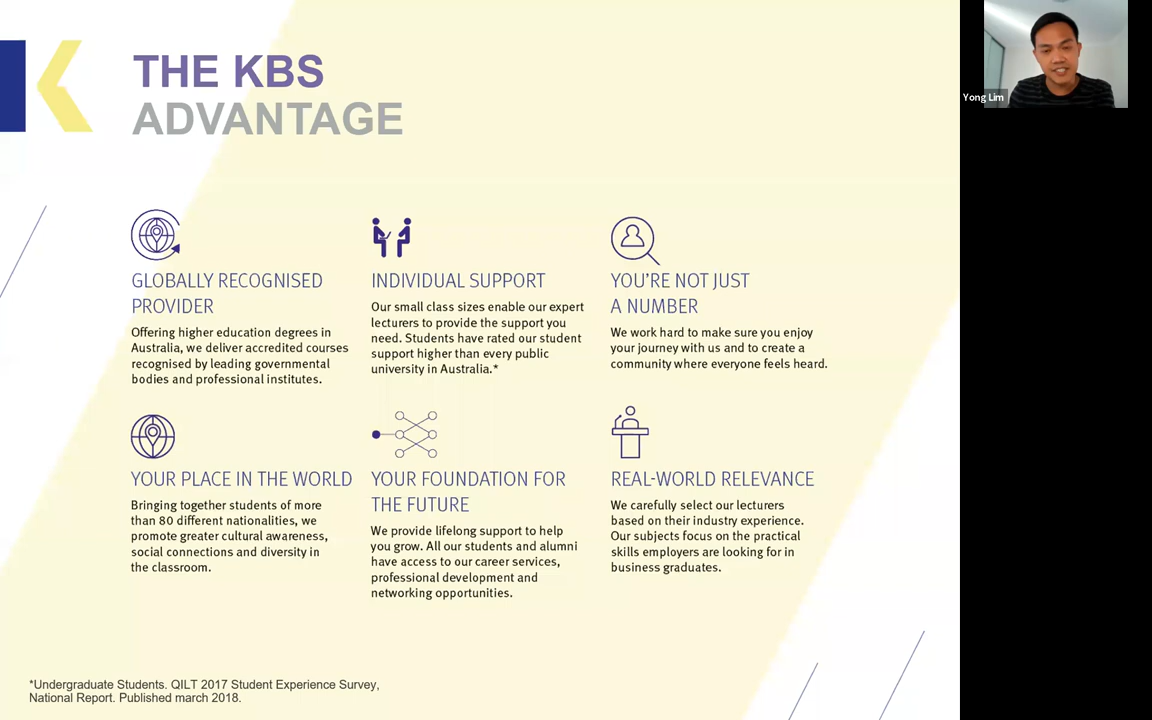 THE KBS
ADVANTAGE
Yong Lim
GLOBALLY RECOGNISED
PROVIDER
Offering higher education degrees in
Australia, we deliver accredited courses
recognised by leading governmental
bodies and professional institutes.
INDIVIDUAL SUPPORT
Our small class sizes enable our expert
lecturers to provide the support you
need. Students have rated our student
support higher than every public
university in Australia.*
YOU'RE NOT JUST
A NUMBER
We work hard to make sure you enjoy
your journey with us and to create a
community where everyone feels heard.
YOUR PLACE IN THE WORLD
Bringing together students of more
than 80 different nationalities, we
promote greater cultural awareness,
social connections and diversity in
the classroom.
YOUR FOUNDATION FOR
THE FUTURE
We provide lifelong support to help
you grow. All our students and alumni
have access to our career services,
professional development and
networking opportunities.
REAL-WORLD RELEVANCE
We carefully select our lecturers
based on their industry experience.
Our subjects focus on the practical
skills employers are looking for in
business graduates.
*Undergraduate Students. QILT 2017 Student Experience Survey,
National Report. Published march 2018.